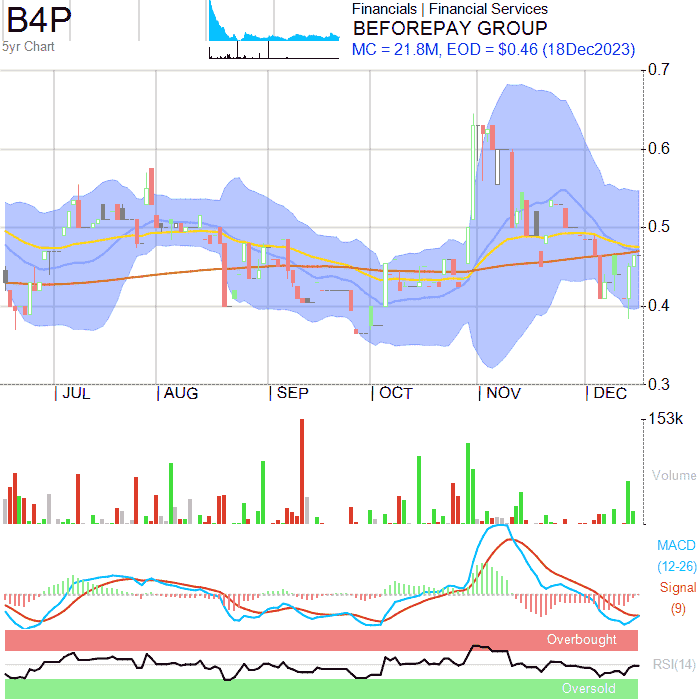 B4P
5yr Chart
Financials | Financial Services
BEFOREPAY GROUP
MC = 21.8M, EOD = $0.46 (18Dec2023)
0.7
0.6
0.5
0.4
0.3
| JUL | AUG | SEP | OCT | NOV | DEC
153k
Volume
MACD
(12-26)
Signal
(9)
Overbought
RSI(14)
Oversold